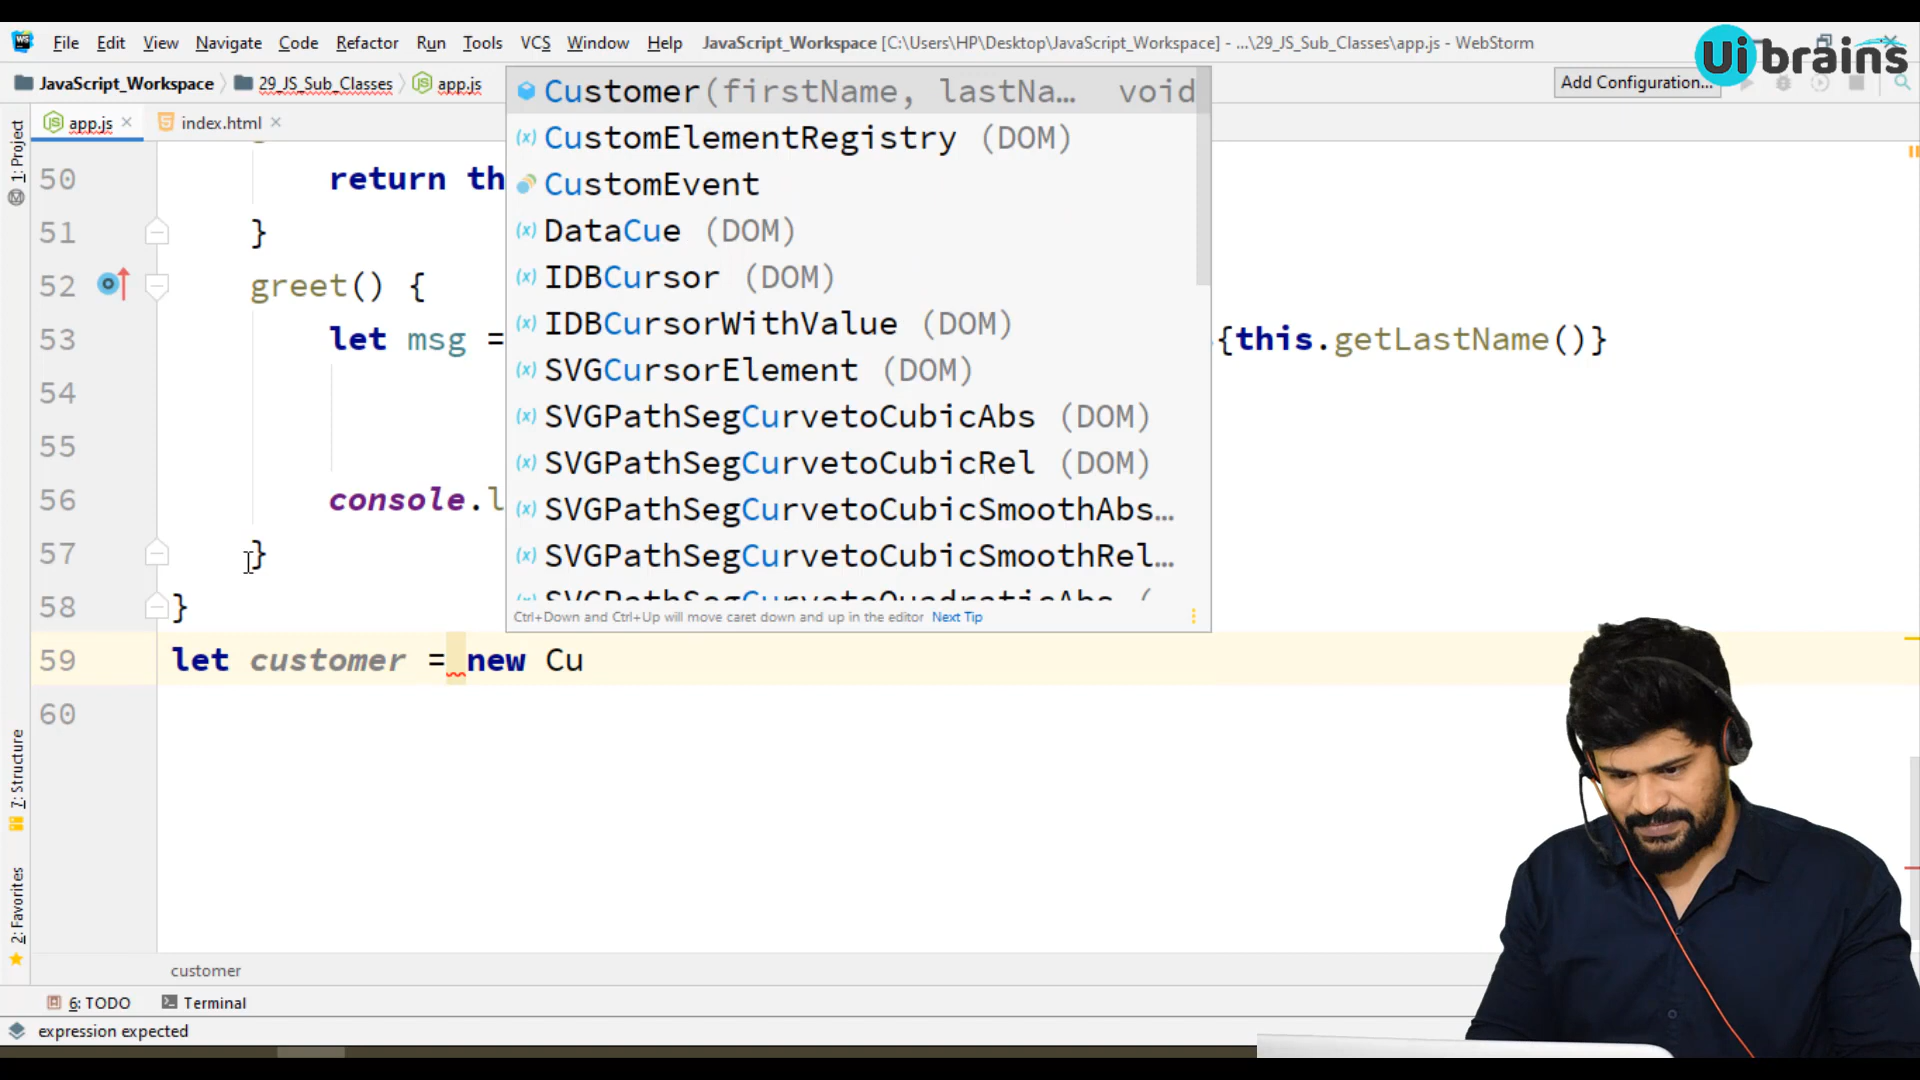 File Edit View Navigate Code Refactor Run Tools VCS Window Help JavaScript_Workspace [C:\Users\HP\Desktop\JavaScript_Workspace] - ...\29_JS_Sub_Classes\app.js - WebStorm
Ui brains
JavaScript_Workspace 29_JS_Sub_Classes app.js Add Configuration...
app.js index.html
Customer(firstName, lastNa… void
CustomElementRegistry (DOM)
CustomEvent
DataCue (DOM)
IDBCursor (DOM)
IDBCursorWithValue (DOM)
SVGCursorElement (DOM)
SVGPathSegCurvetoCubicAbs (DOM)
SVGPathSegCurvetoCubicRel (DOM)
SVGPathSegCurvetoCubicSmoothAbs…
SVGPathSegCurvetoCubicSmoothRel…
SVGPathSegCurvetoQuadraticAbs (
Ctrl+Down and Ctrl+Up will move caret down and up in the editor Next Tip
50 return th
51 }
52 greet() {
53 let msg = {this.getLastName()}
54
55
56 console.l
57 }
58 }
59 let customer = new Cu
60
1: Project
7: Structure
2: Favorites
customer
6: TODO Terminal
expression expected